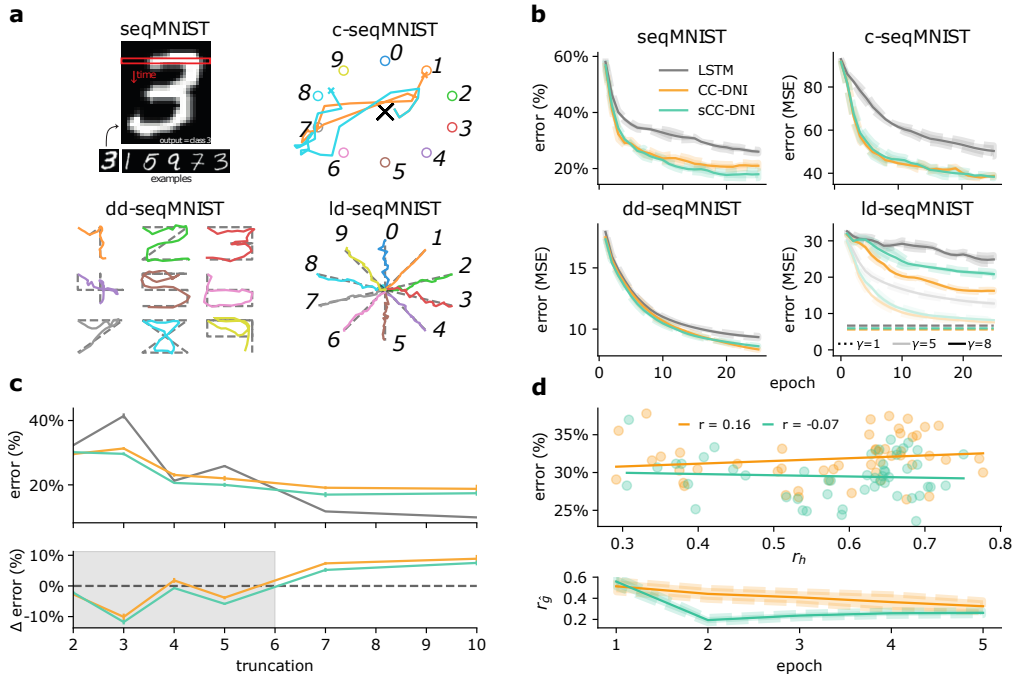 a
seqMNIST
time
output = class 3
3 1 5 9 7 3
examples
c-seqMNIST
0
1
2
3
4
5
6
7
8
9
dd-seqMNIST
ld-seqMNIST
0
1
2
3
4
5
6
7
8
9
b
seqMNIST
60%
40%
20%
error (%)
LSTM
CC-DNI
sCC-DNI
c-seqMNIST
80
60
40
error (MSE)
dd-seqMNIST
15
10
error (MSE)
0 10 20
ld-seqMNIST
30
20
10
0
error (MSE)
γ=1 γ=5 γ=8
0 10 20
epoch
c
40%
20%
error (%)
10%
0%
-10%
Δ error (%)
2 3 4 5 6 7 8 9 10
truncation
d
35%
30%
25%
error (%)
r = 0.16 r = -0.07
0.3 0.4 0.5 0.6 0.7 0.8
r_h
0.6
0.4
0.2
r_ĝ
1 2 3 4 5
epoch